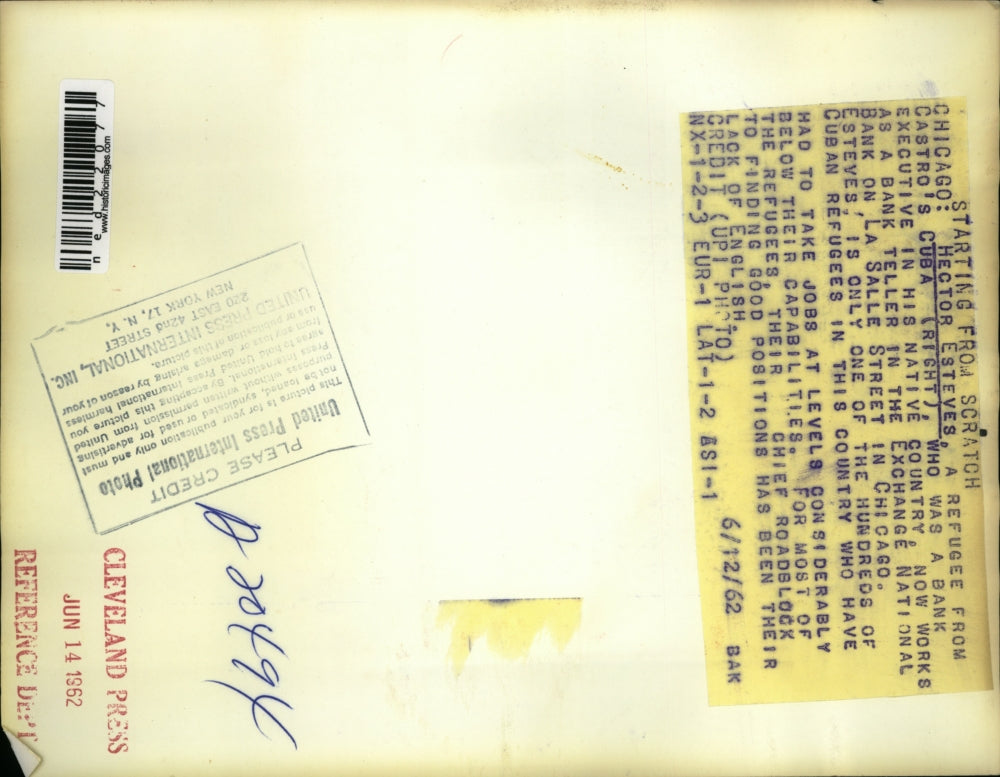 STARTING FROM SCRATCH
CHICAGO: HECTOR ESTEVES, A REFUGEE FROM
CASTRO'S CUBA (RIGHT), WHO WAS A BANK
EXECUTIVE IN HIS NATIVE COUNTRY, NOW WORKS
AS A BANK TELLER IN THE EXCHANGE NATIONAL
BANK ON LA SALLE STREET IN CHICAGO.
ESTEVES, IS ONLY ONE OF THE HUNDREDS OF
CUBAN REFUGEES IN THIS COUNTRY WHO HAVE
HAD TO TAKE JOBS AT LEVELS CONSIDERABLY
BELOW THEIR CAPABILITIES. FOR MOST OF
THE REFUGEES, THEIR CHIEF ROADBLOCK
TO FINDING GOOD POSITIONS HAS BEEN THEIR
LACK OF ENGLISH.
CREDIT (UPI PHOTO)
NX-1-2-3 EUR-1 LAT-1-2 ASI-1 6/12/62 BAK
www.historicimages.com
PLEASE CREDIT
United Press International Photo
This picture is for your publication only and must
not be loaned, syndicated or used for advertising
purposes without written permission from United
Press International. By accepting this picture you
agree to hold United Press International harmless
from any loss or damage arising by reason of your
use or publication of this picture.
UNITED PRESS INTERNATIONAL, INC.
220 EAST 42nd STREET
NEW YORK 17, N. Y.
CLEVELAND PRESS
JUN 14 1962
REFERENCE DEPT